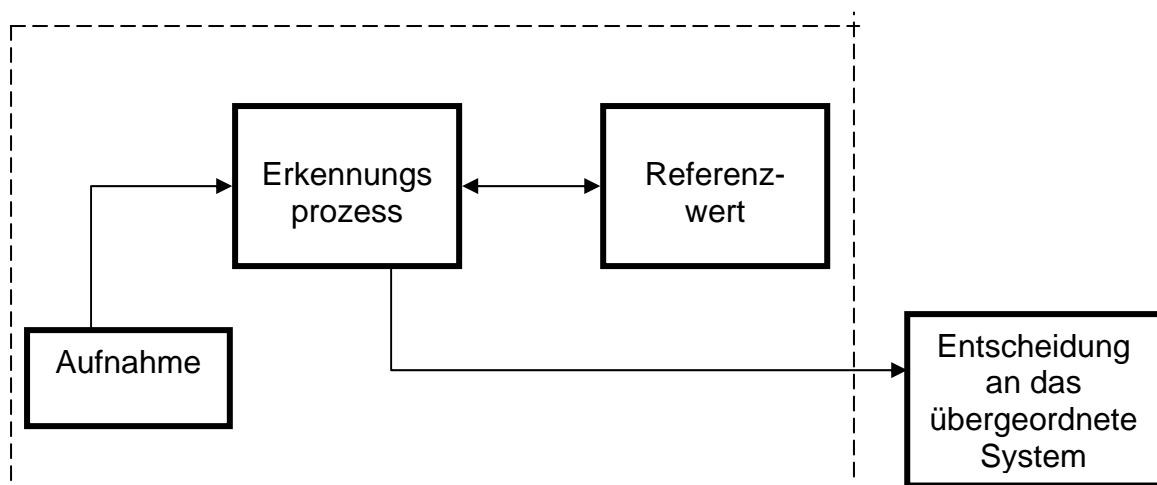 Erkennungs
prozess
Referenz-
wert
Aufnahme
Entscheidung
an das
übergeordnete
System